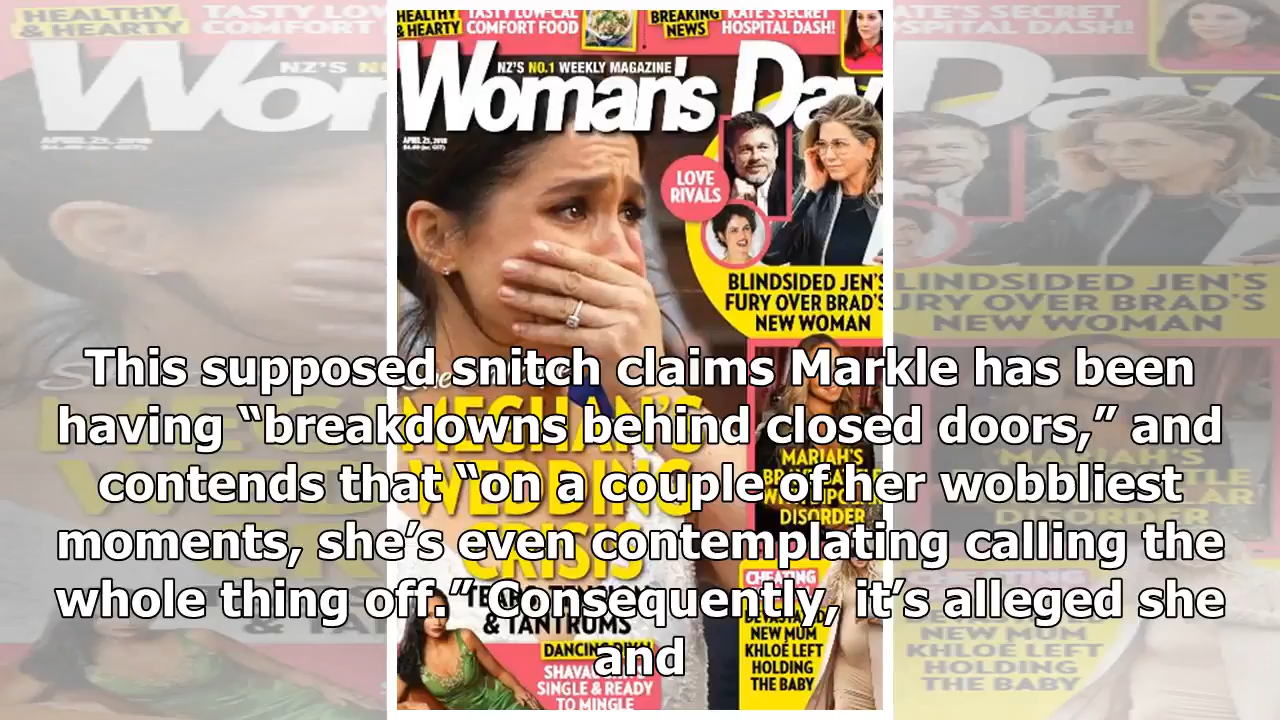 HEALTHY
& HEARTY
TASTY LOW-CAL
COMFORT FOOD
BREAKING
NEWS
KATE'S SECRET
HOSPITAL DASH!
NZ'S NO.1 WEEKLY MAGAZINE
Woman's Day
APRIL 23, 2018
LOVE
RIVALS
BLINDSIDED JEN'S
FURY OVER BRAD'S
NEW WOMAN
MEGHAN'S
WEDDING
CRISIS
& TANTRUMS
MARIAH'S
DISORDER
CHEATING
NEW MUM
KHLOÉ LEFT
HOLDING
THE BABY
SINGLE & READY
TO MINGLE
This supposed snitch claims Markle has been
having “breakdowns behind closed doors,” and
contends that “on a couple of her wobbliest
moments, she’s even contemplating calling the
whole thing off.” Consequently, it’s alleged she
and